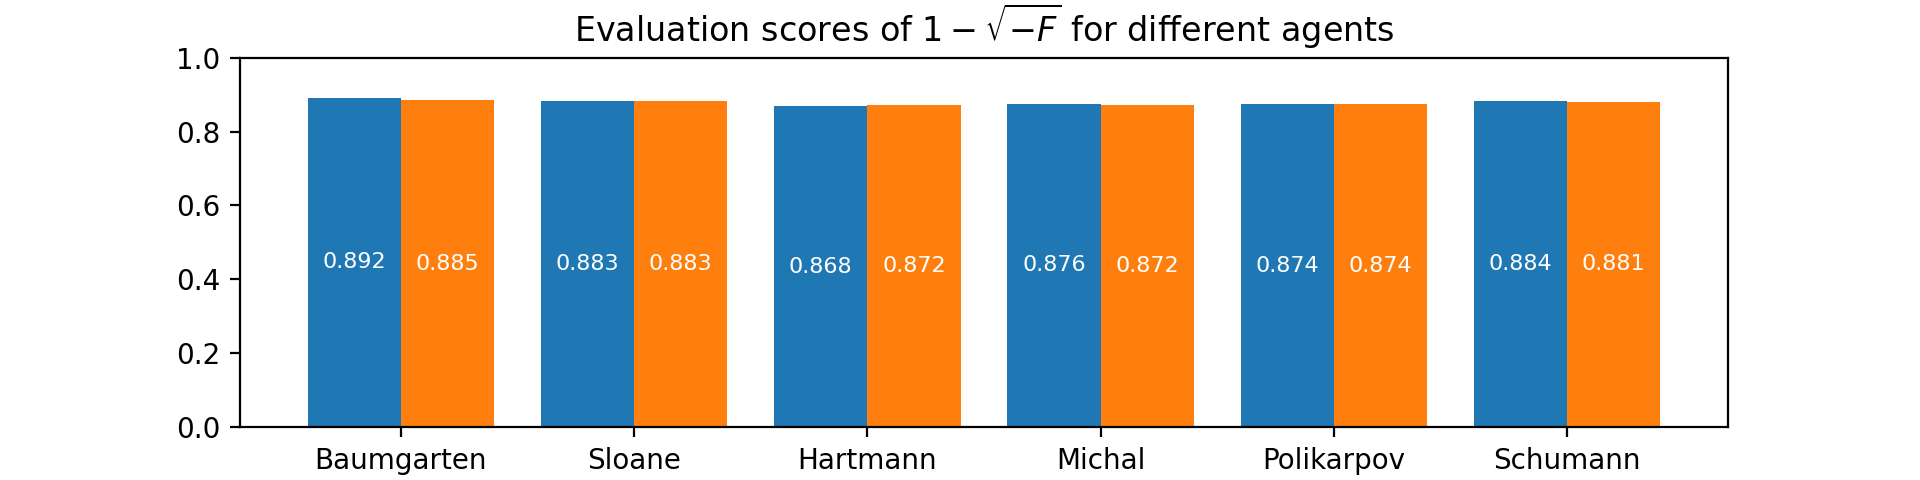 Evaluation scores of 1 − √−F for different agents
1.0
0.8
0.6
0.4
0.2
0.0
0.892 0.885 0.883 0.883 0.868 0.872 0.876 0.872 0.874 0.874 0.884 0.881
Baumgarten Sloane Hartmann Michal Polikarpov Schumann